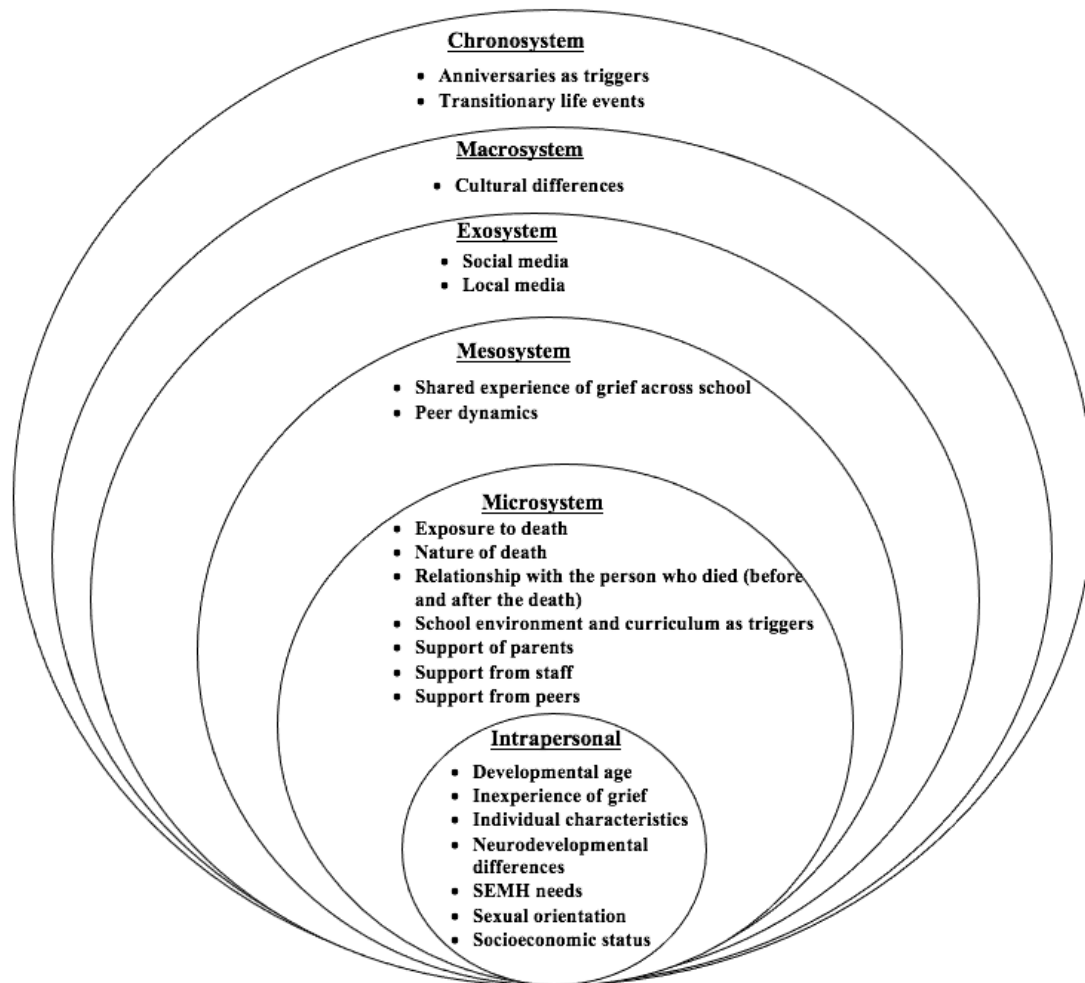 Chronosystem
▪ Anniversaries as triggers
▪ Transitionary life events
Macrosystem
▪ Cultural differences
Exosystem
▪ Social media
▪ Local media
Mesosystem
▪ Shared experience of grief across school
▪ Peer dynamics
Microsystem
▪ Exposure to death
▪ Nature of death
▪ Relationship with the person who died (before
and after the death)
▪ School environment and curriculum as triggers
▪ Support of parents
▪ Support from staff
▪ Support from peers
Intrapersonal
▪ Developmental age
▪ Inexperience of grief
▪ Individual characteristics
▪ Neurodevelopmental
differences
▪ SEMH needs
▪ Sexual orientation
▪ Socioeconomic status